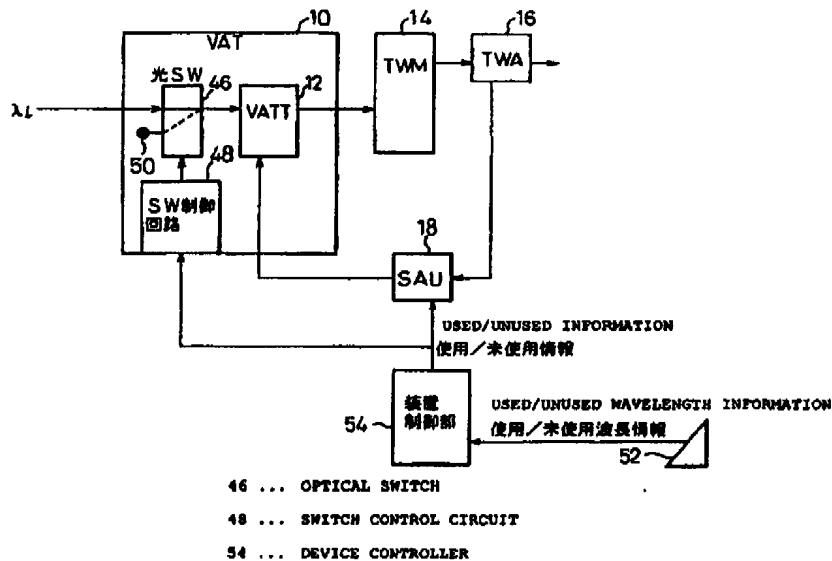 10
VAT
光SW
46
12
VATT
λi
50
48
SW制御
回路
14
TWM
16
TWA
18
SAU
USED/UNUSED INFORMATION
使用/未使用情報
54
装置
制御部
USED/UNUSED WAVELENGTH INFORMATION
使用/未使用波長情報
52
46 ... OPTICAL SWITCH
48 ... SWITCH CONTROL CIRCUIT
54 ... DEVICE CONTROLLER